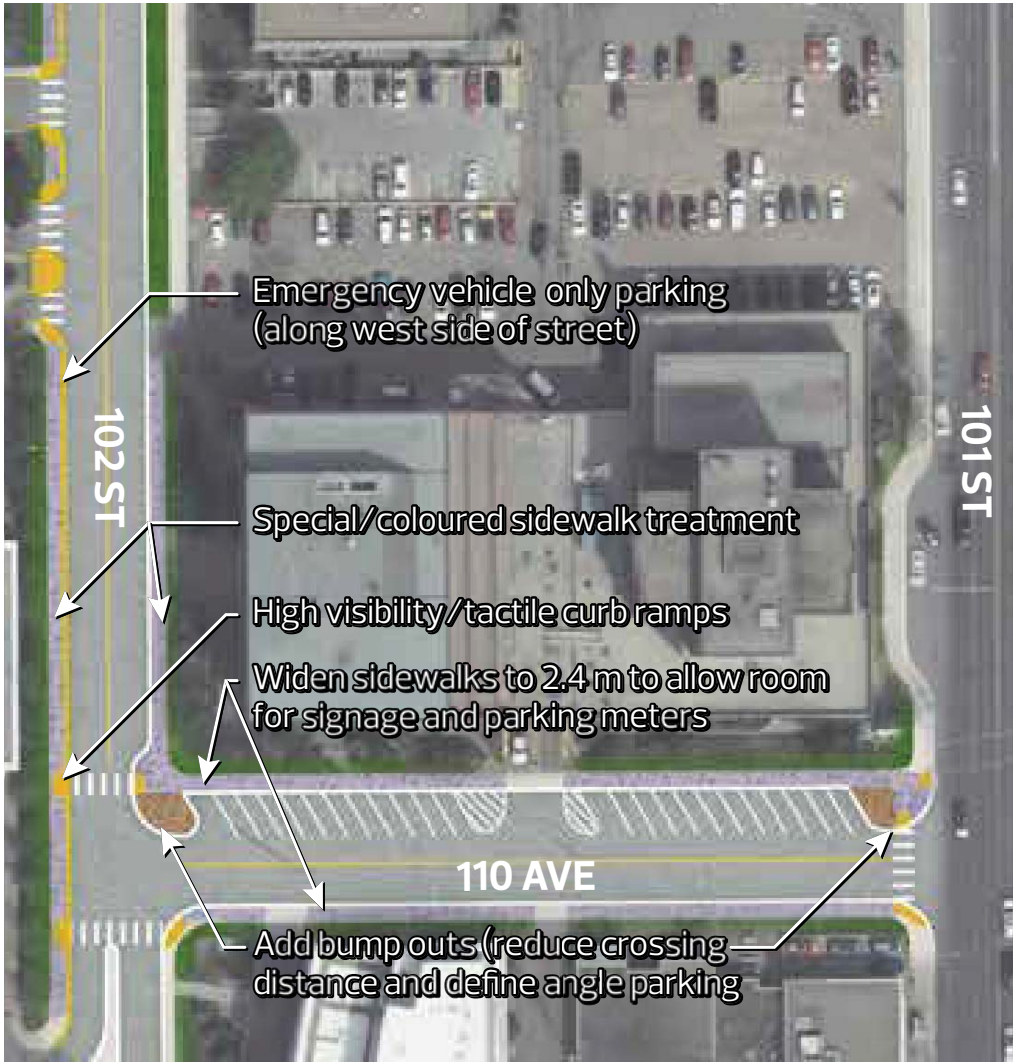 Emergency vehicle only parking
(along west side of street)
102 ST
101 ST
Special/coloured sidewalk treatment
High visibility/tactile curb ramps
Widen sidewalks to 2.4 m to allow room
for signage and parking meters
110 AVE
Add bump outs (reduce crossing
distance and define angle parking